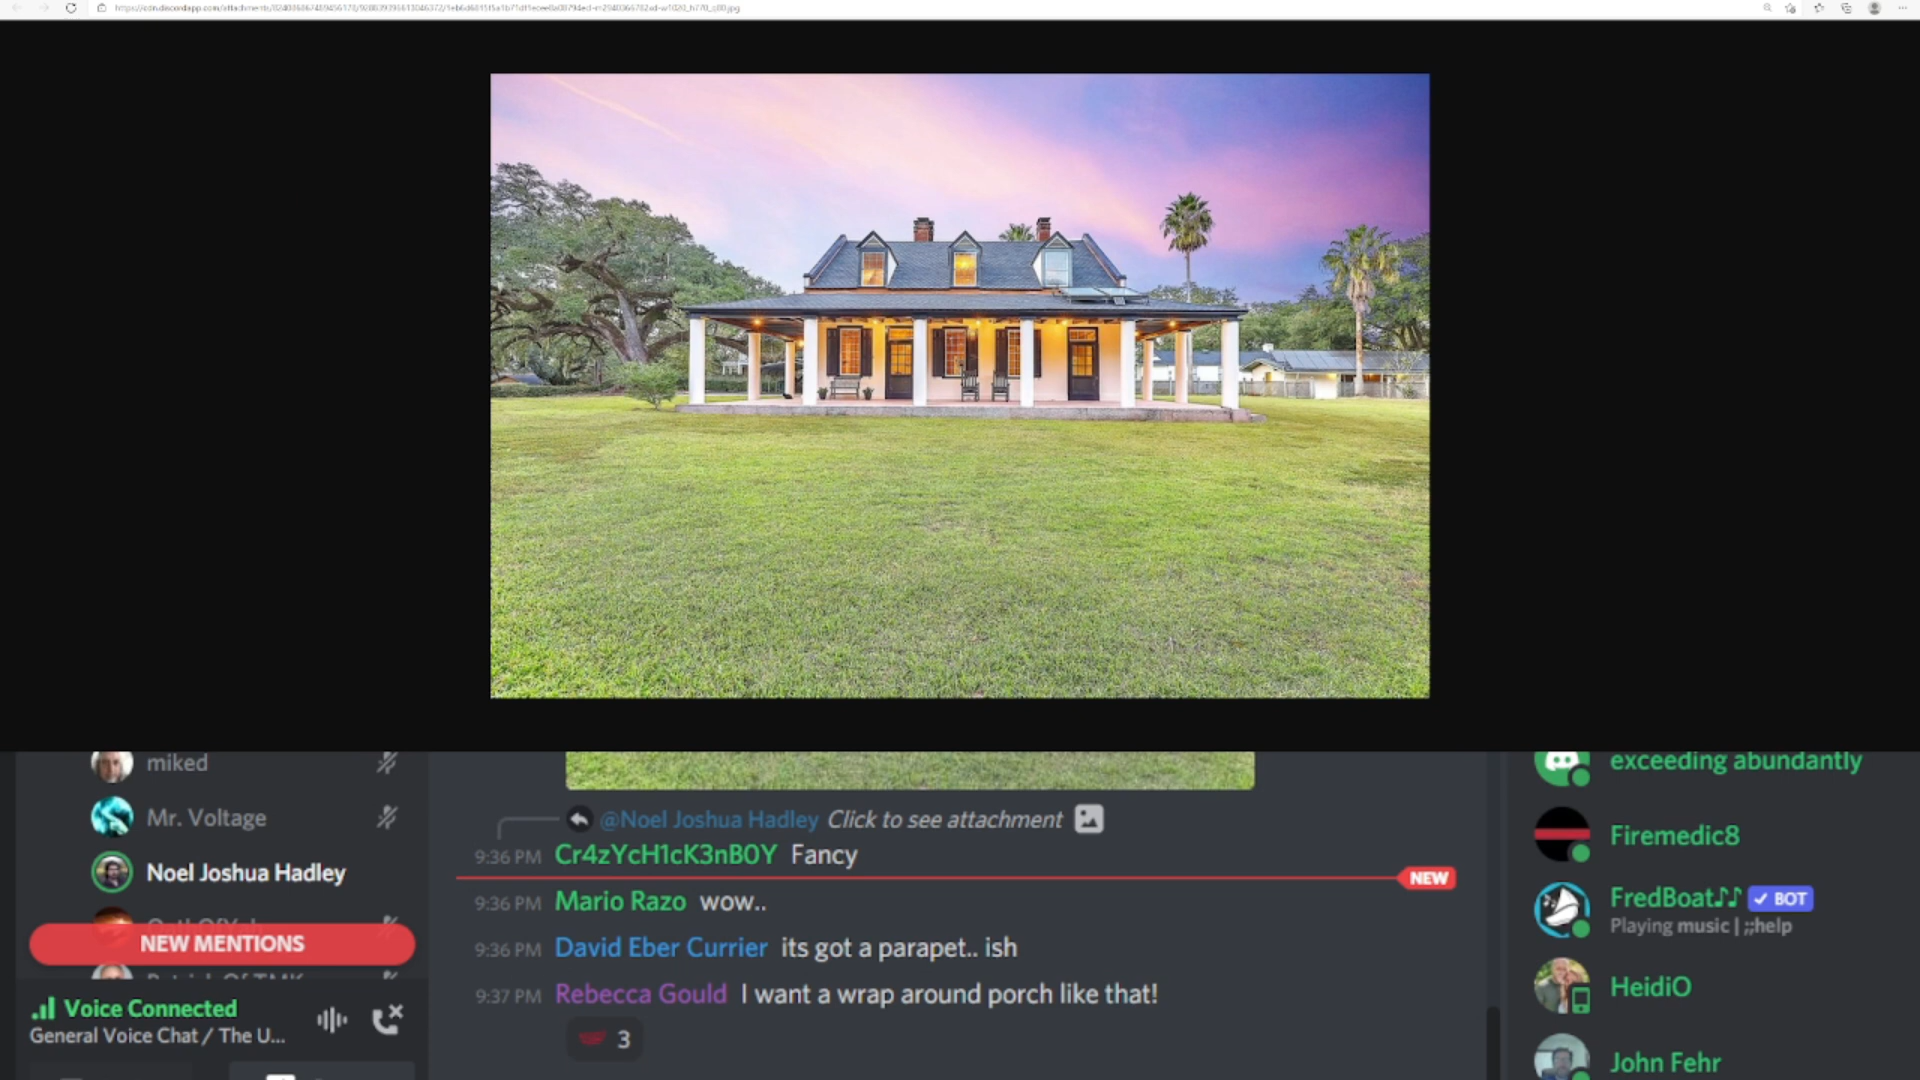 miked
Mr. Voltage
Noel Joshua Hadley
NEW MENTIONS
Voice Connected
General Voice Chat / The U...
@Noel Joshua Hadley Click to see attachment
9:36 PM Cr4zYcH1cK3nB0Y Fancy
NEW
9:36 PM Mario Razo wow..
9:36 PM David Eber Currier its got a parapet.. ish
9:37 PM Rebecca Gould I want a wrap around porch like that!
3
exceeding abundantly
Firemedic8
FredBoat♪♪ ✓ BOT
Playing music | ;;help
HeidiO
John Fehr